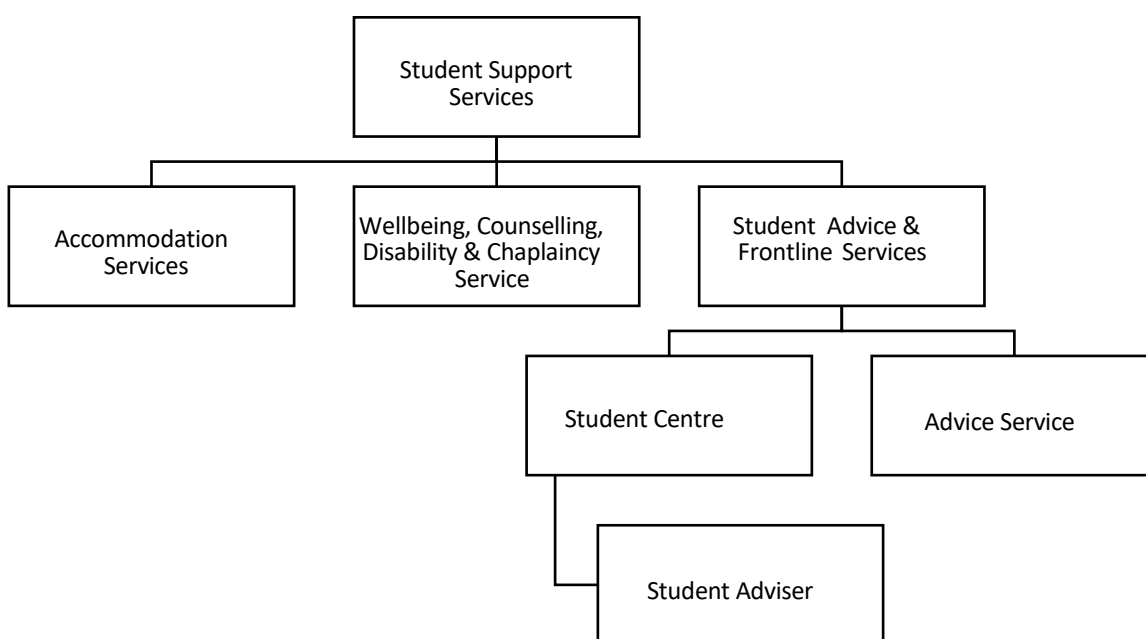 Student Support
Services
Accommodation
Services
Wellbeing, Counselling,
Disability & Chaplaincy
Service
Student Advice &
Frontline Services
Student Centre
Advice Service
Student Adviser